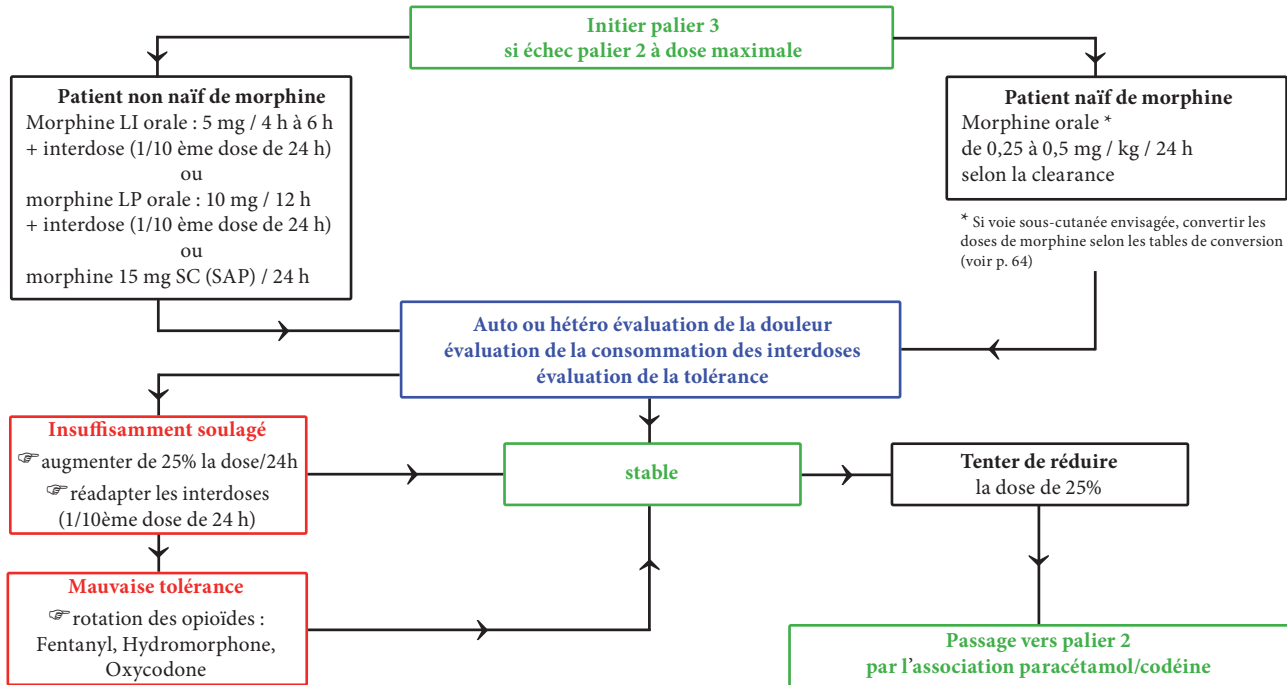 Initier palier 3
si échec palier 2 à dose maximale
Patient non naïf de morphine
Morphine LI orale : 5 mg / 4 h à 6 h
+ interdose (1/10 ème dose de 24 h)
ou
morphine LP orale : 10 mg / 12 h
+ interdose (1/10 ème dose de 24 h)
ou
morphine 15 mg SC (SAP) / 24 h
Patient naïf de morphine
Morphine orale *
de 0,25 à 0,5 mg / kg / 24 h
selon la clearance
* Si voie sous-cutanée envisagée, convertir les
doses de morphine selon les tables de conversion
(voir p. 64)
Auto ou hétéro évaluation de la douleur
évaluation de la consommation des interdoses
évaluation de la tolérance
Insuffisamment soulagé
☞ augmenter de 25% la dose/24h
☞ réadapter les interdoses
(1/10ème dose de 24 h)
stable
Tenter de réduire
la dose de 25%
Mauvaise tolérance
☞ rotation des opioïdes :
Fentanyl, Hydromorphone,
Oxycodone
Passage vers palier 2
par l'association paracétamol/codéine